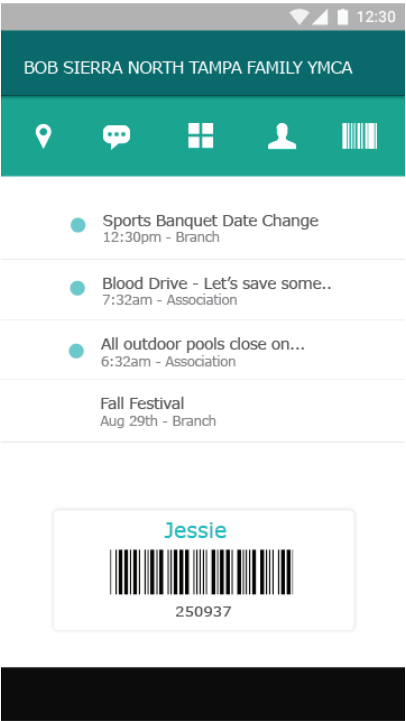 12:30
BOB SIERRA NORTH TAMPA FAMILY YMCA
Sports Banquet Date Change
12:30pm - Branch
Blood Drive - Let's save some..
7:32am - Association
All outdoor pools close on...
6:32am - Association
Fall Festival
Aug 29th - Branch
Jessie
250937